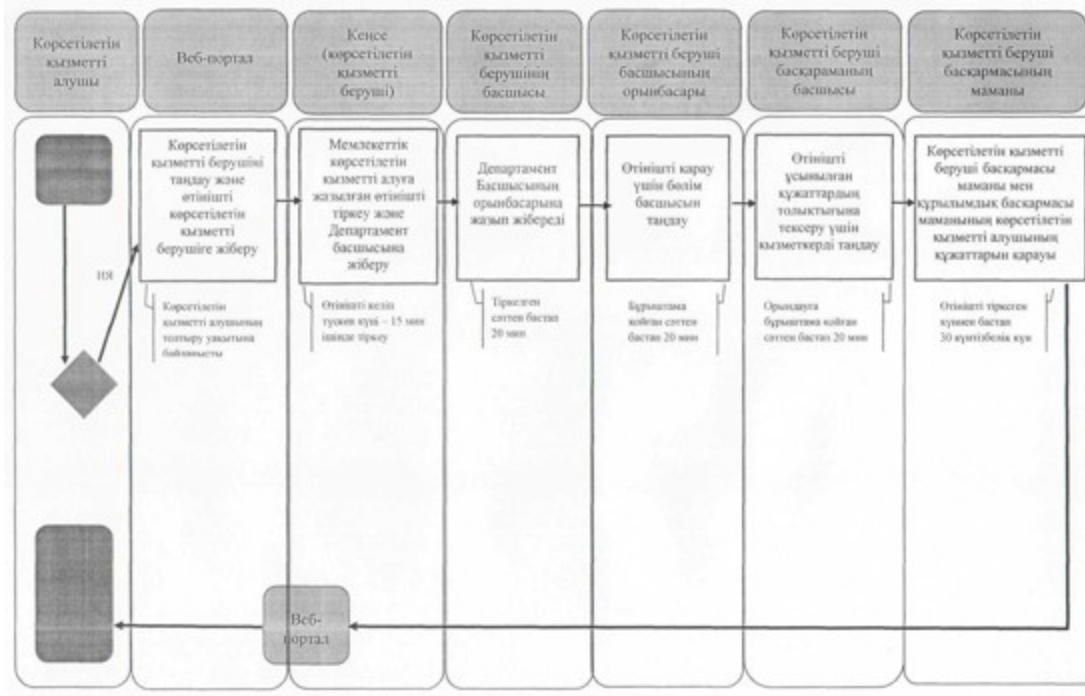 Көрсетілетін
қызметті
алушы
Веб-портал
Кеңсе
(көрсетілетін
қызметті
беруші)
Көрсетілетін
қызметті
берушінің
басшысы
Көрсетілетін
қызметті беруші
басшысының
орынбасары
Көрсетілетін
қызметті беруші
басқараманың
басшысы
Көрсетілетін
қызметті беруші
басқармасының
маманы
Көрсетілетін
қызметті берушіні
таңдау және
өтінішті
көрсетілетін
қызметті
берушіге жіберу
Мемлекеттік
көрсетілетін
қызметті алуға
жазылған өтінішті
тіркеу және
Департамент
басшысына
жіберу
Департамент
Басшысының
орынбасарына
жазып жібереді
Өтінішті қарау
үшін бөлім
басшысын
таңдау
Өтінішті
ұсынылған
құжаттардың
толықтығына
тексеру үшін
қызметкерді таңдау
Көрсетілетін қызметті
беруші басқармасы
маманы мен
құрылымдық басқармасы
маманының көрсетілетін
қызметті алушының
құжаттарын қарауы
ИЯ
Көрсетілетін
қызметті алушының
толтыру уақытына
байланысты
Өтінішті келіп
түскен күні – 15 мин
ішінде тіркеу
Тіркелген
сәттен бастап
20 мин
Бұрыштама
қойған сәттен
бастап 20 мин
Орындауға
бұрыштама қойған
сәттен бастап 20 мин
Өтінішті тіркеген
күннен бастап
30 күнтізбелік күн
Веб-
портал